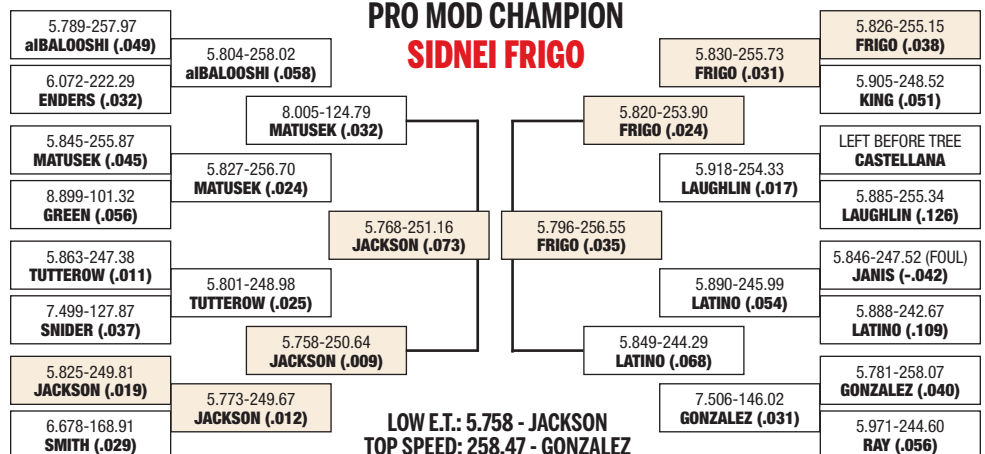 PRO MOD CHAMPION
SIDNEI FRIGO
5.789-257.97
alBALOOSHI (.049)
6.072-222.29
ENDERS (.032)
5.845-255.87
MATUSEK (.045)
8.899-101.32
GREEN (.056)
5.863-247.38
TUTTEROW (.011)
7.499-127.87
SNIDER (.037)
5.825-249.81
JACKSON (.019)
6.678-168.91
SMITH (.029)
5.804-258.02
alBALOOSHI (.058)
5.827-256.70
MATUSEK (.024)
5.801-248.98
TUTTEROW (.025)
5.773-249.67
JACKSON (.012)
8.005-124.79
MATUSEK (.032)
5.758-250.64
JACKSON (.009)
5.768-251.16
JACKSON (.073)
5.796-256.55
FRIGO (.035)
5.820-253.90
FRIGO (.024)
5.849-244.29
LATINO (.068)
5.830-255.73
FRIGO (.031)
5.918-254.33
LAUGHLIN (.017)
5.890-245.99
LATINO (.054)
7.506-146.02
GONZALEZ (.031)
5.826-255.15
FRIGO (.038)
5.905-248.52
KING (.051)
LEFT BEFORE TREE
CASTELLANA
5.885-255.34
LAUGHLIN (.126)
5.846-247.52 (FOUL)
JANIS (-.042)
5.888-242.67
LATINO (.109)
5.781-258.07
GONZALEZ (.040)
5.971-244.60
RAY (.056)
LOW E.T.: 5.758 - JACKSON
TOP SPEED: 258.47 - GONZALEZ